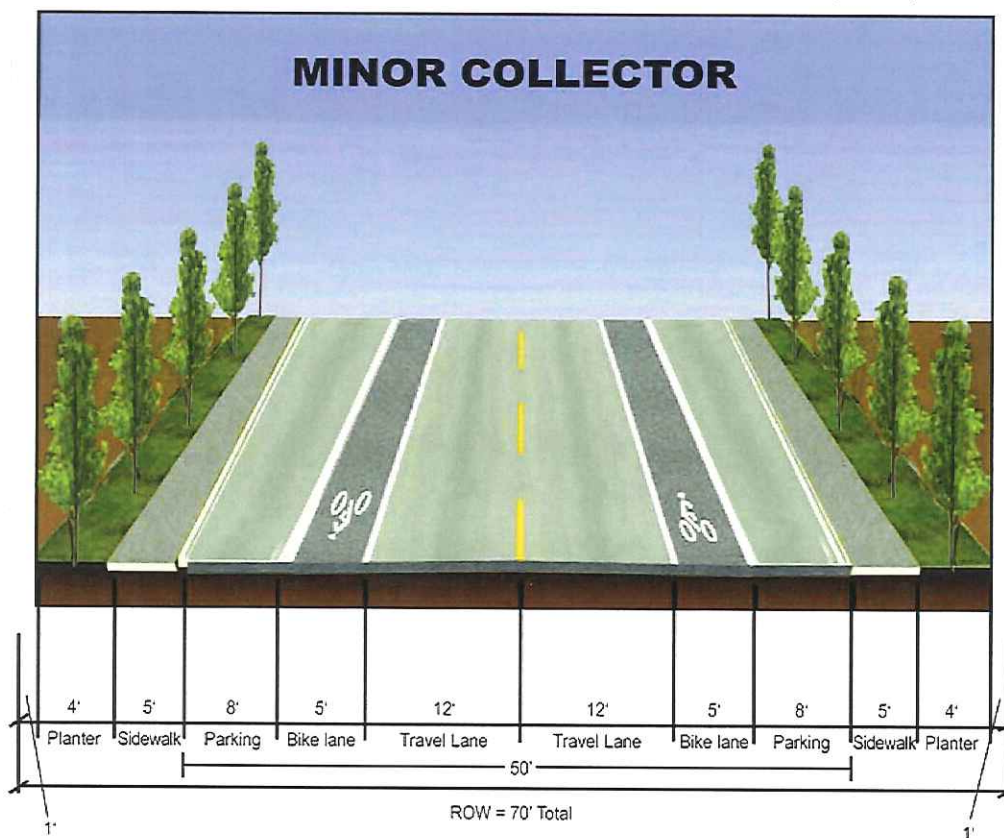 MINOR COLLECTOR
4' 5' 8' 5' 12' 12' 5' 8' 5' 4'
Planter Sidewalk Parking Bike lane Travel Lane Travel Lane Bike lane Parking Sidewalk Planter
50'
ROW = 70' Total
1' 1'